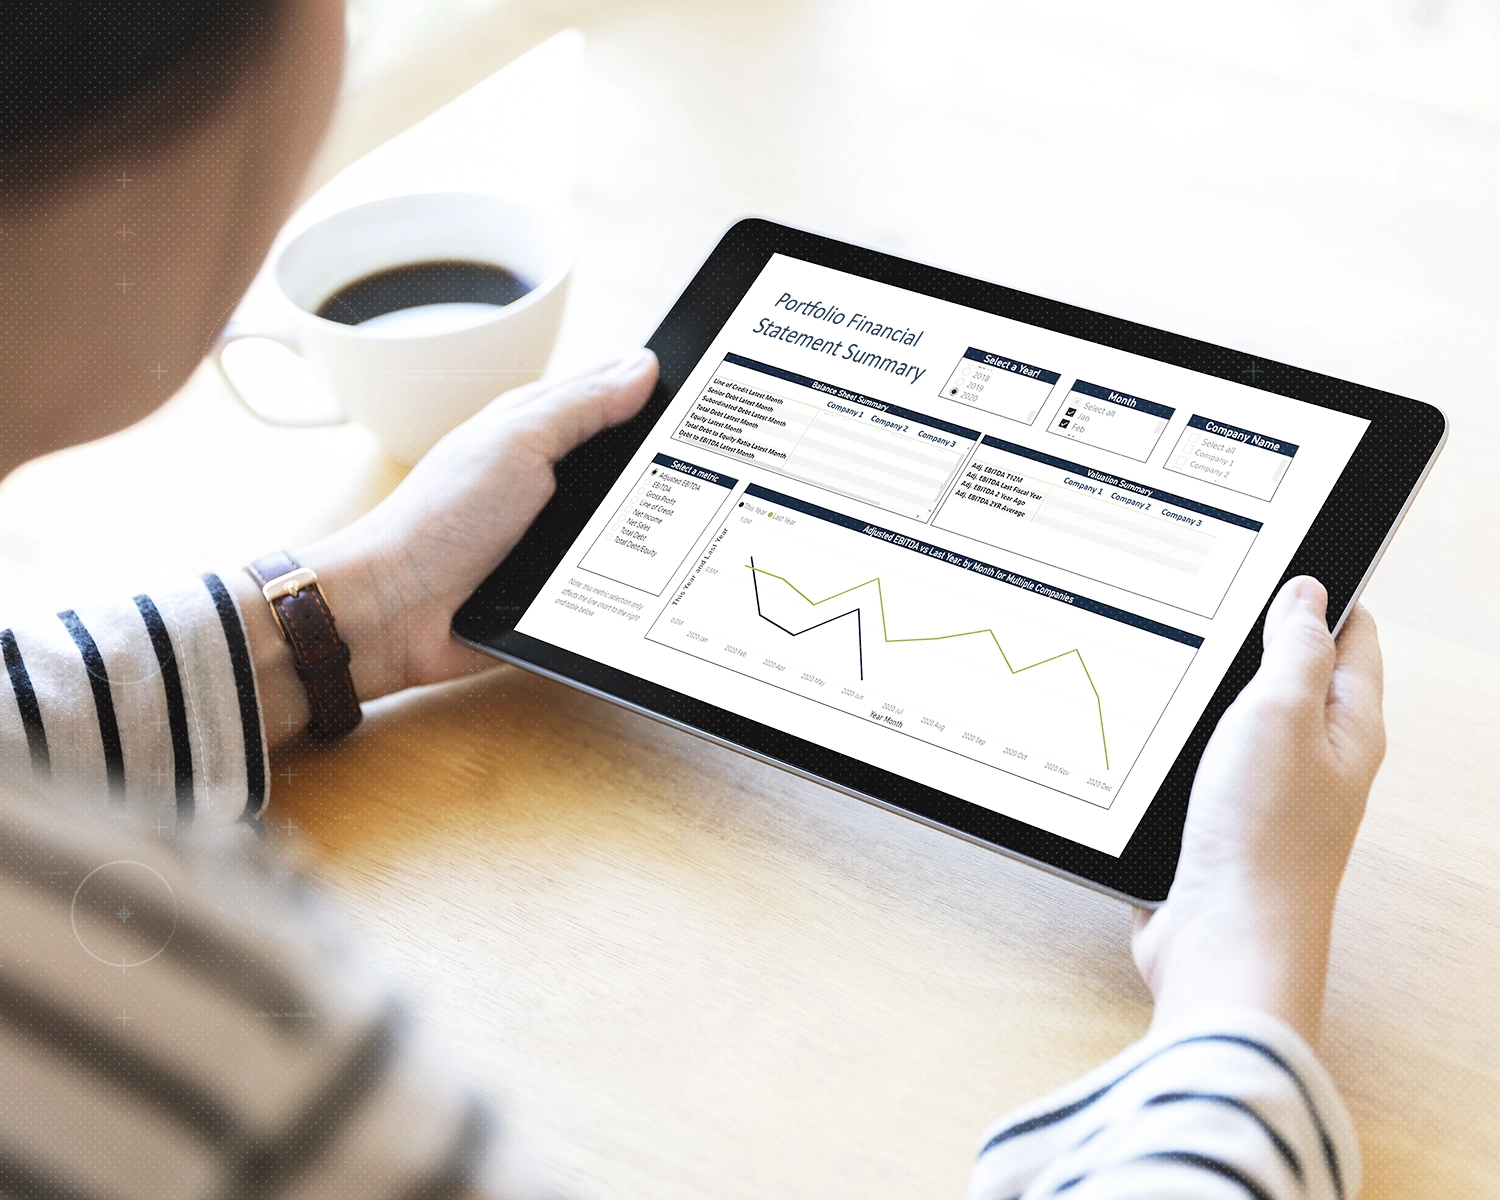 Portfolio Financial
Statement Summary
Select a Year!
2018
2019
2020
Month
Select all
Jan
Feb
Company Name
Select all
Company 1
Company 2
Balance Sheet Summary
Company 1 Company 2 Company 3
Line of Credit Latest Month
Senior Debt Latest Month
Subordinated Debt Latest Month
Total Debt Latest Month
Equity Latest Month
Total Debt to Equity Ratio Latest Month
Debt to EBITDA Latest Month
Valuation Summary
Company 1 Company 2 Company 3
Adj. EBITDA T12M
Adj. EBITDA Last Fiscal Year
Adj. EBITDA 2 Year Ago
Adj. EBITDA 2YR Average
Select a metric
Adjusted EBITDA
EBITDA
Gross Profit
Line of Credit
Net Income
Net Sales
Total Debt
Total Debt/Equity
Note: this metric selection only
affects the line chart to the right
and table below
Adjusted EBITDA vs Last Year, by Month for Multiple Companies
This Year Last Year
This Year and Last Year
1.0M
0.5M
0.0M
2020 Jan
2020 Feb
2020 Apr
2020 May
2020 Jun
2020 Jul
2020 Aug
2020 Sep
2020 Oct
2020 Nov
2020 Dec
Year Month